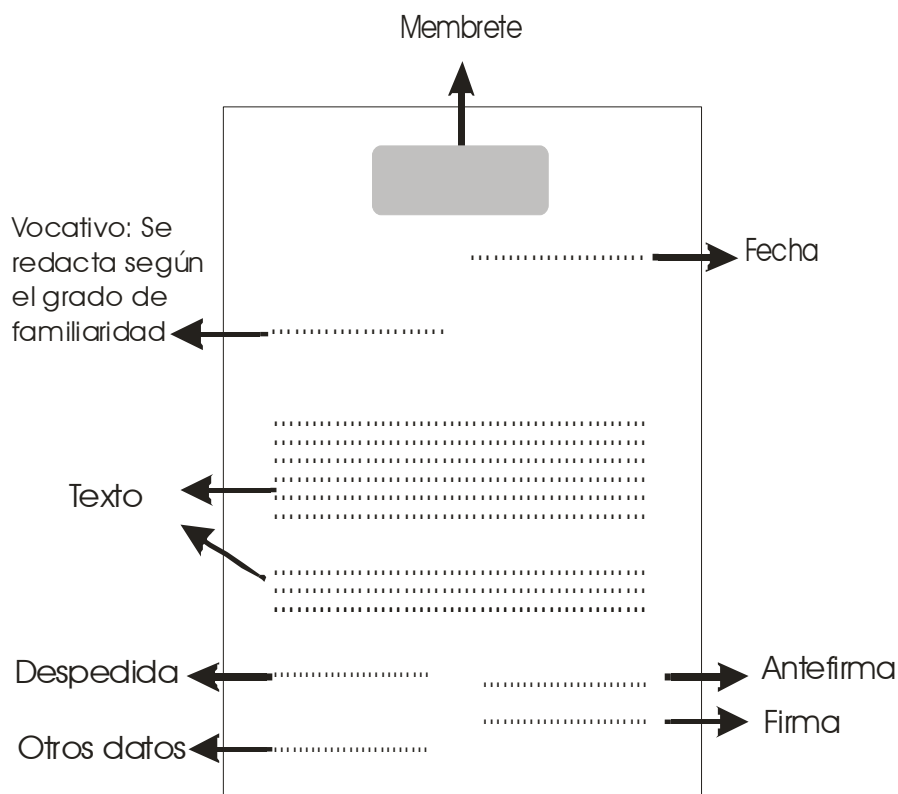 Membrete
Vocativo: Se
redacta según
el grado de
familiaridad
Fecha
Texto
Despedida
Antefirma
Firma
Otros datos